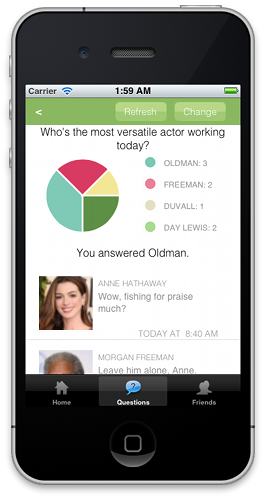 Carrier 1:59 AM
< Refresh Change
Who's the most versatile actor working
today?
OLDMAN: 3
FREEMAN: 2
DUVALL: 1
DAY LEWIS: 2
You answered Oldman.
ANNE HATHAWAY
Wow, fishing for praise
much?
TODAY AT 8:40 AM
MORGAN FREEMAN
Leave him alone, Anne.
?
Home Questions Friends